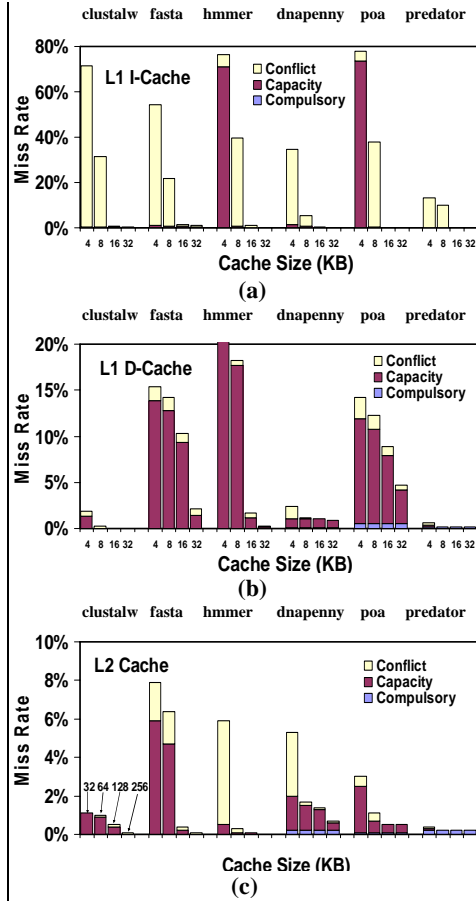 clustalw fasta hmmer dnapenny poa predator
80%
60%
40%
20%
0%
Miss Rate
L1 I-Cache
Conflict
Capacity
Compulsory
4 8 16 32 4 8 16 32 4 8 16 32 4 8 16 32 4 8 16 32 4 8 16 32
Cache Size (KB)
(a)
clustalw fasta hmmer dnapenny poa predator
20%
15%
10%
5%
0%
Miss Rate
L1 D-Cache
Conflict
Capacity
Compulsory
4 8 16 32 4 8 16 32 4 8 16 32 4 8 16 32 4 8 16 32 4 8 16 32
Cache Size (KB)
(b)
clustalw fasta hmmer dnapenny poa predator
10%
8%
6%
4%
2%
0%
Miss Rate
L2 Cache
Conflict
Capacity
Compulsory
32 64 128 256
Cache Size (KB)
(c)